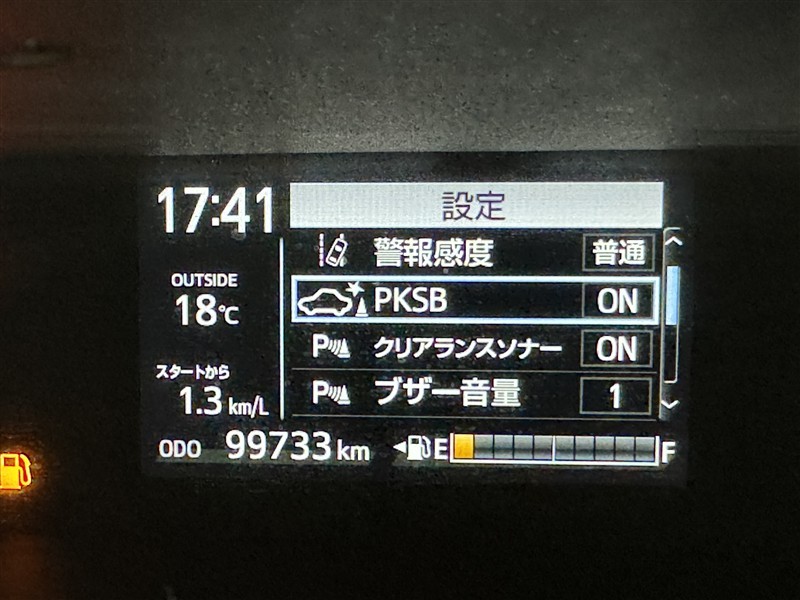 17:41
設定
警報感度 普通
OUTSIDE
18℃
PKSB ON
P クリアランスソナー ON
スタートから
1.3 km/L
P ブザー音量 1
ODO 99733 km
E F